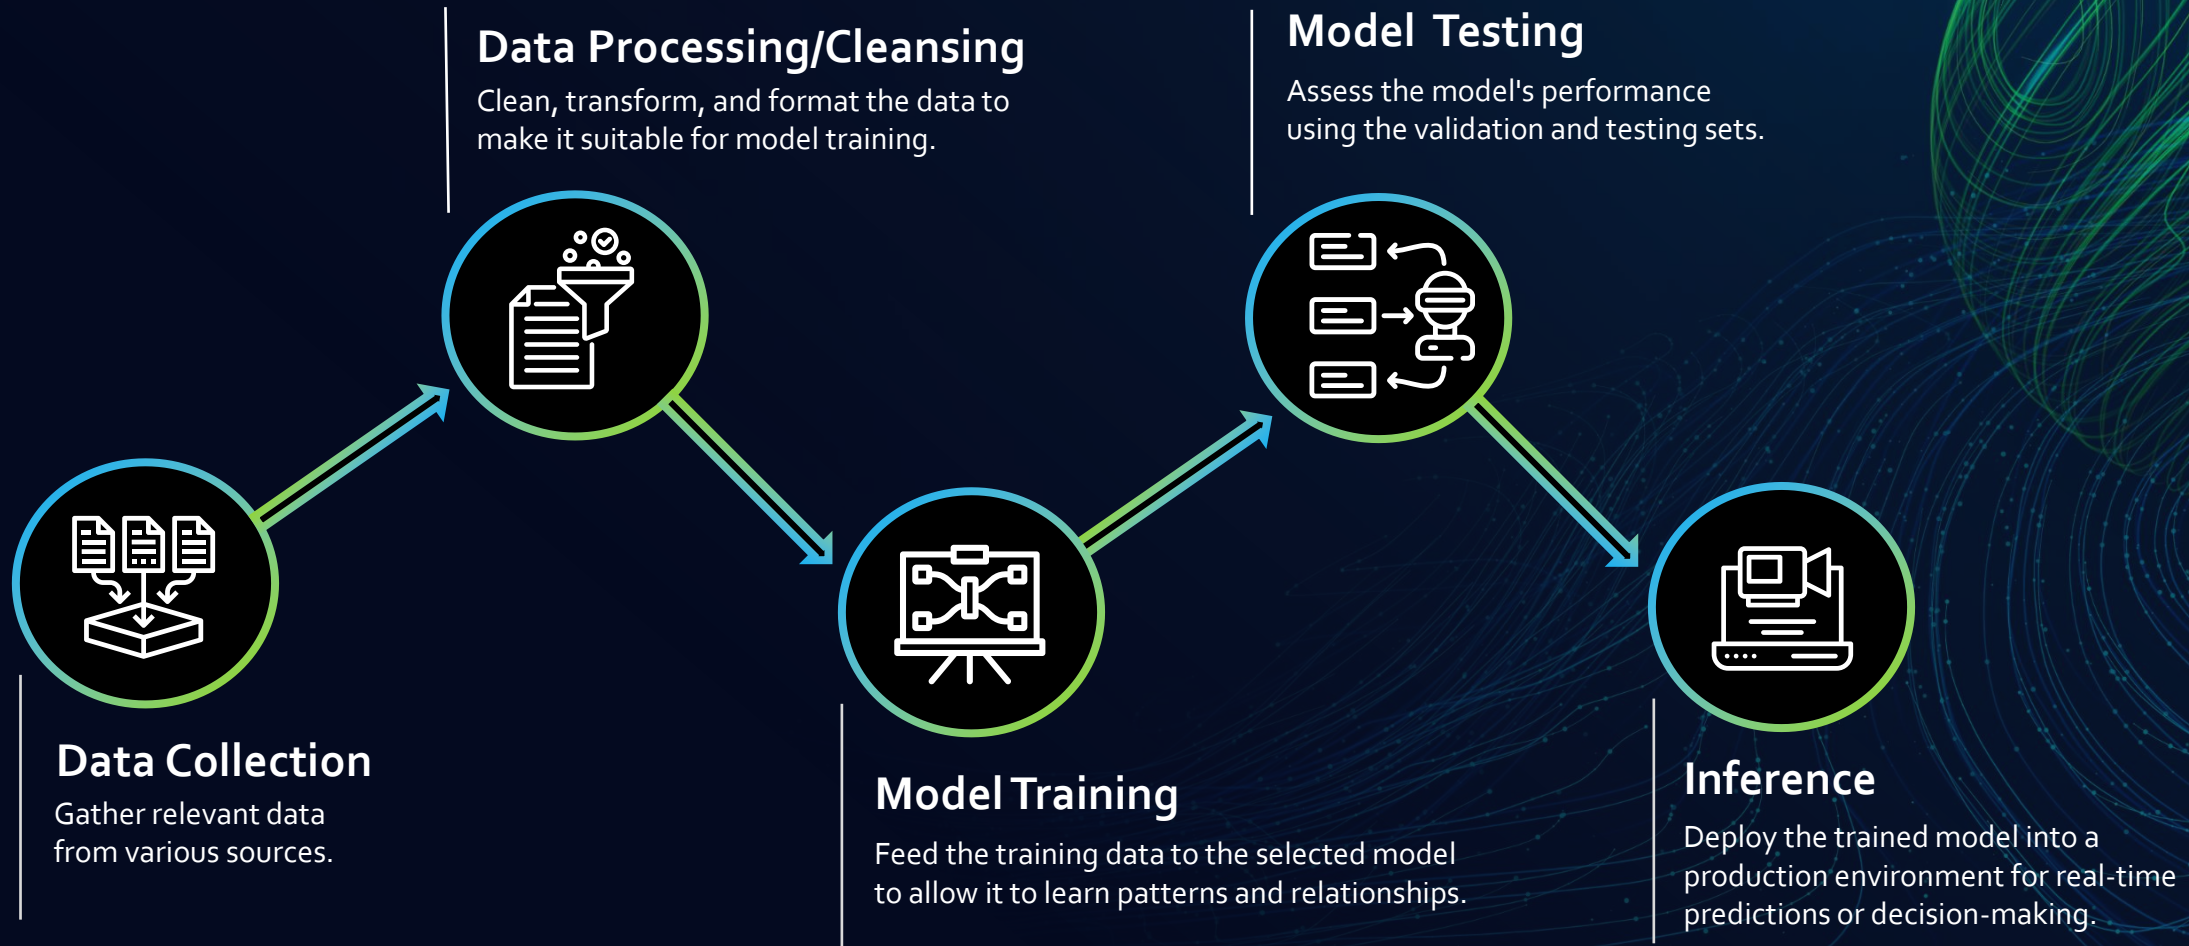 Data Collection
Gather relevant data
from various sources.
Data Processing/Cleansing
Clean, transform, and format the data to
make it suitable for model training.
Model Training
Feed the training data to the selected model
to allow it to learn patterns and relationships.
Model Testing
Assess the model's performance
using the validation and testing sets.
Inference
Deploy the trained model into a
production environment for real-time
predictions or decision-making.